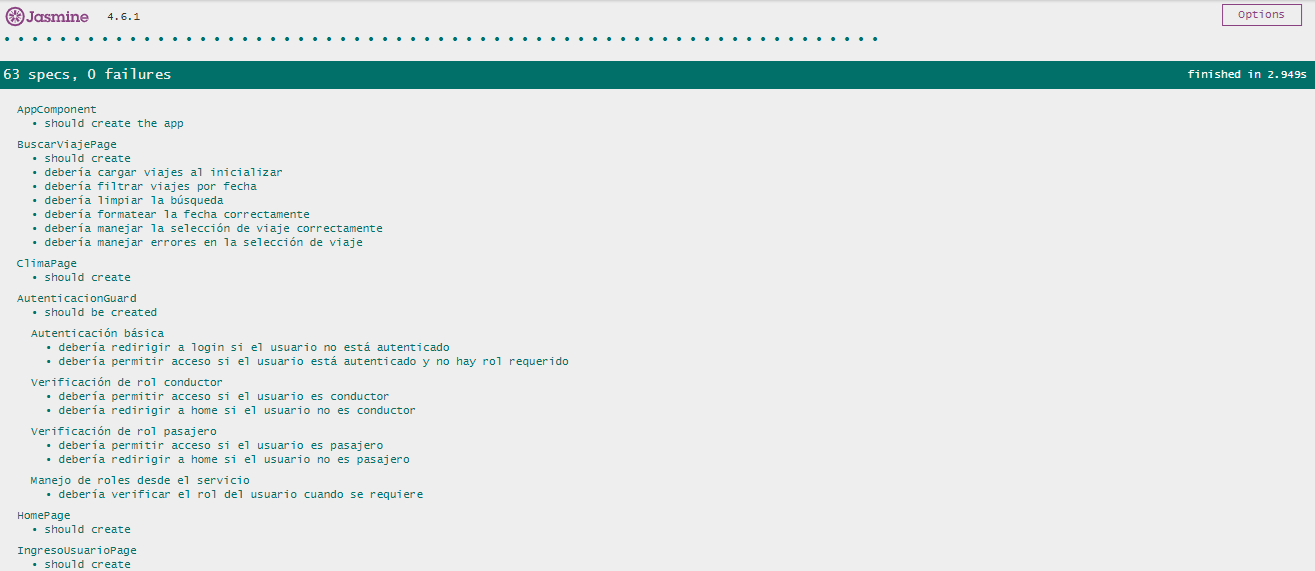 Jasmine 4.6.1 Options
63 specs, 0 failures finished in 2.949s
AppComponent
• should create the app
BuscarViajePage
• should create
• debería cargar viajes al inicializar
• debería filtrar viajes por fecha
• debería limpiar la búsqueda
• debería formatear la fecha correctamente
• debería manejar la selección de viaje correctamente
• debería manejar errores en la selección de viaje
ClimaPage
• should create
AutenticacionGuard
• should be created
Autenticación básica
• debería redirigir a login si el usuario no está autenticado
• debería permitir acceso si el usuario está autenticado y no hay rol requerido
Verificación de rol conductor
• debería permitir acceso si el usuario es conductor
• debería redirigir a home si el usuario no es conductor
Verificación de rol pasajero
• debería permitir acceso si el usuario es pasajero
• debería redirigir a home si el usuario no es pasajero
Manejo de roles desde el servicio
• debería verificar el rol del usuario cuando se requiere
HomePage
• should create
IngresoUsuarioPage
• should create